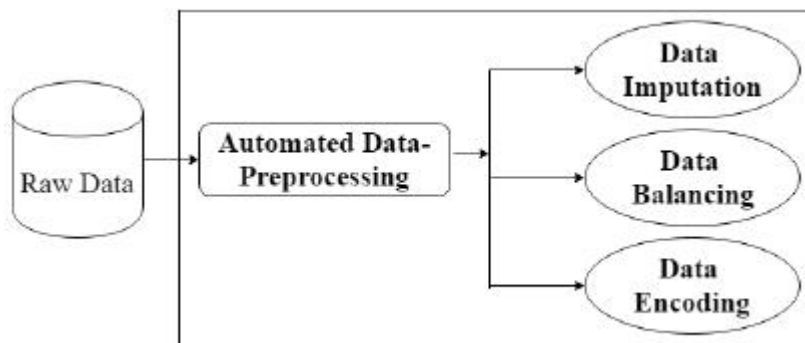 Raw Data
Automated Data-
Preprocessing
Data
Imputation
Data
Balancing
Data
Encoding